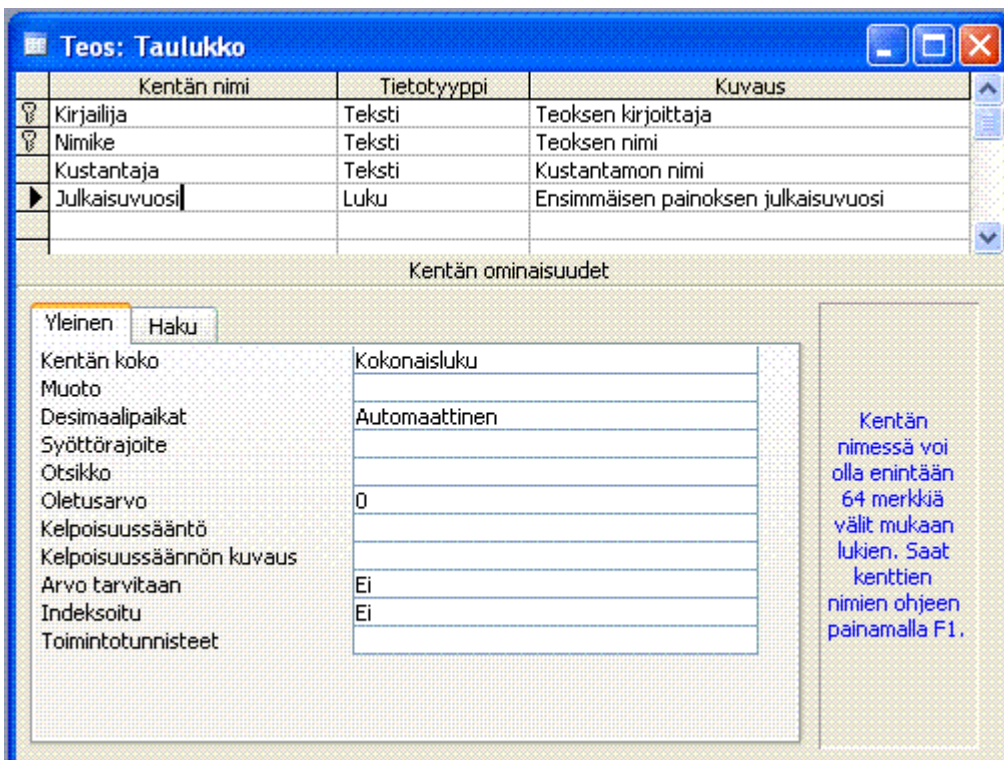 Teos: Taulukko
Kentän nimi Tietotyyppi Kuvaus
Kirjailija Teksti Teoksen kirjoittaja
Nimike Teksti Teoksen nimi
Kustantaja Teksti Kustantamon nimi
Julkaisuvuosi Luku Ensimmäisen painoksen julkaisuvuosi
Kentän ominaisuudet
Yleinen Haku
Kentän koko Kokonaisluku
Muoto
Desimaalipaikat Automaattinen
Syöttörajoite
Otsikko
Oletusarvo 0
Kelpoisuussääntö
Kelpoisuussäännön kuvaus
Arvo tarvitaan Ei
Indeksoitu Ei
Toimintotunnisteet
Kentän
nimessä voi
olla enintään
64 merkkiä
välit mukaan
lukien. Saat
kenttien
nimien ohjeen
painamalla F1.